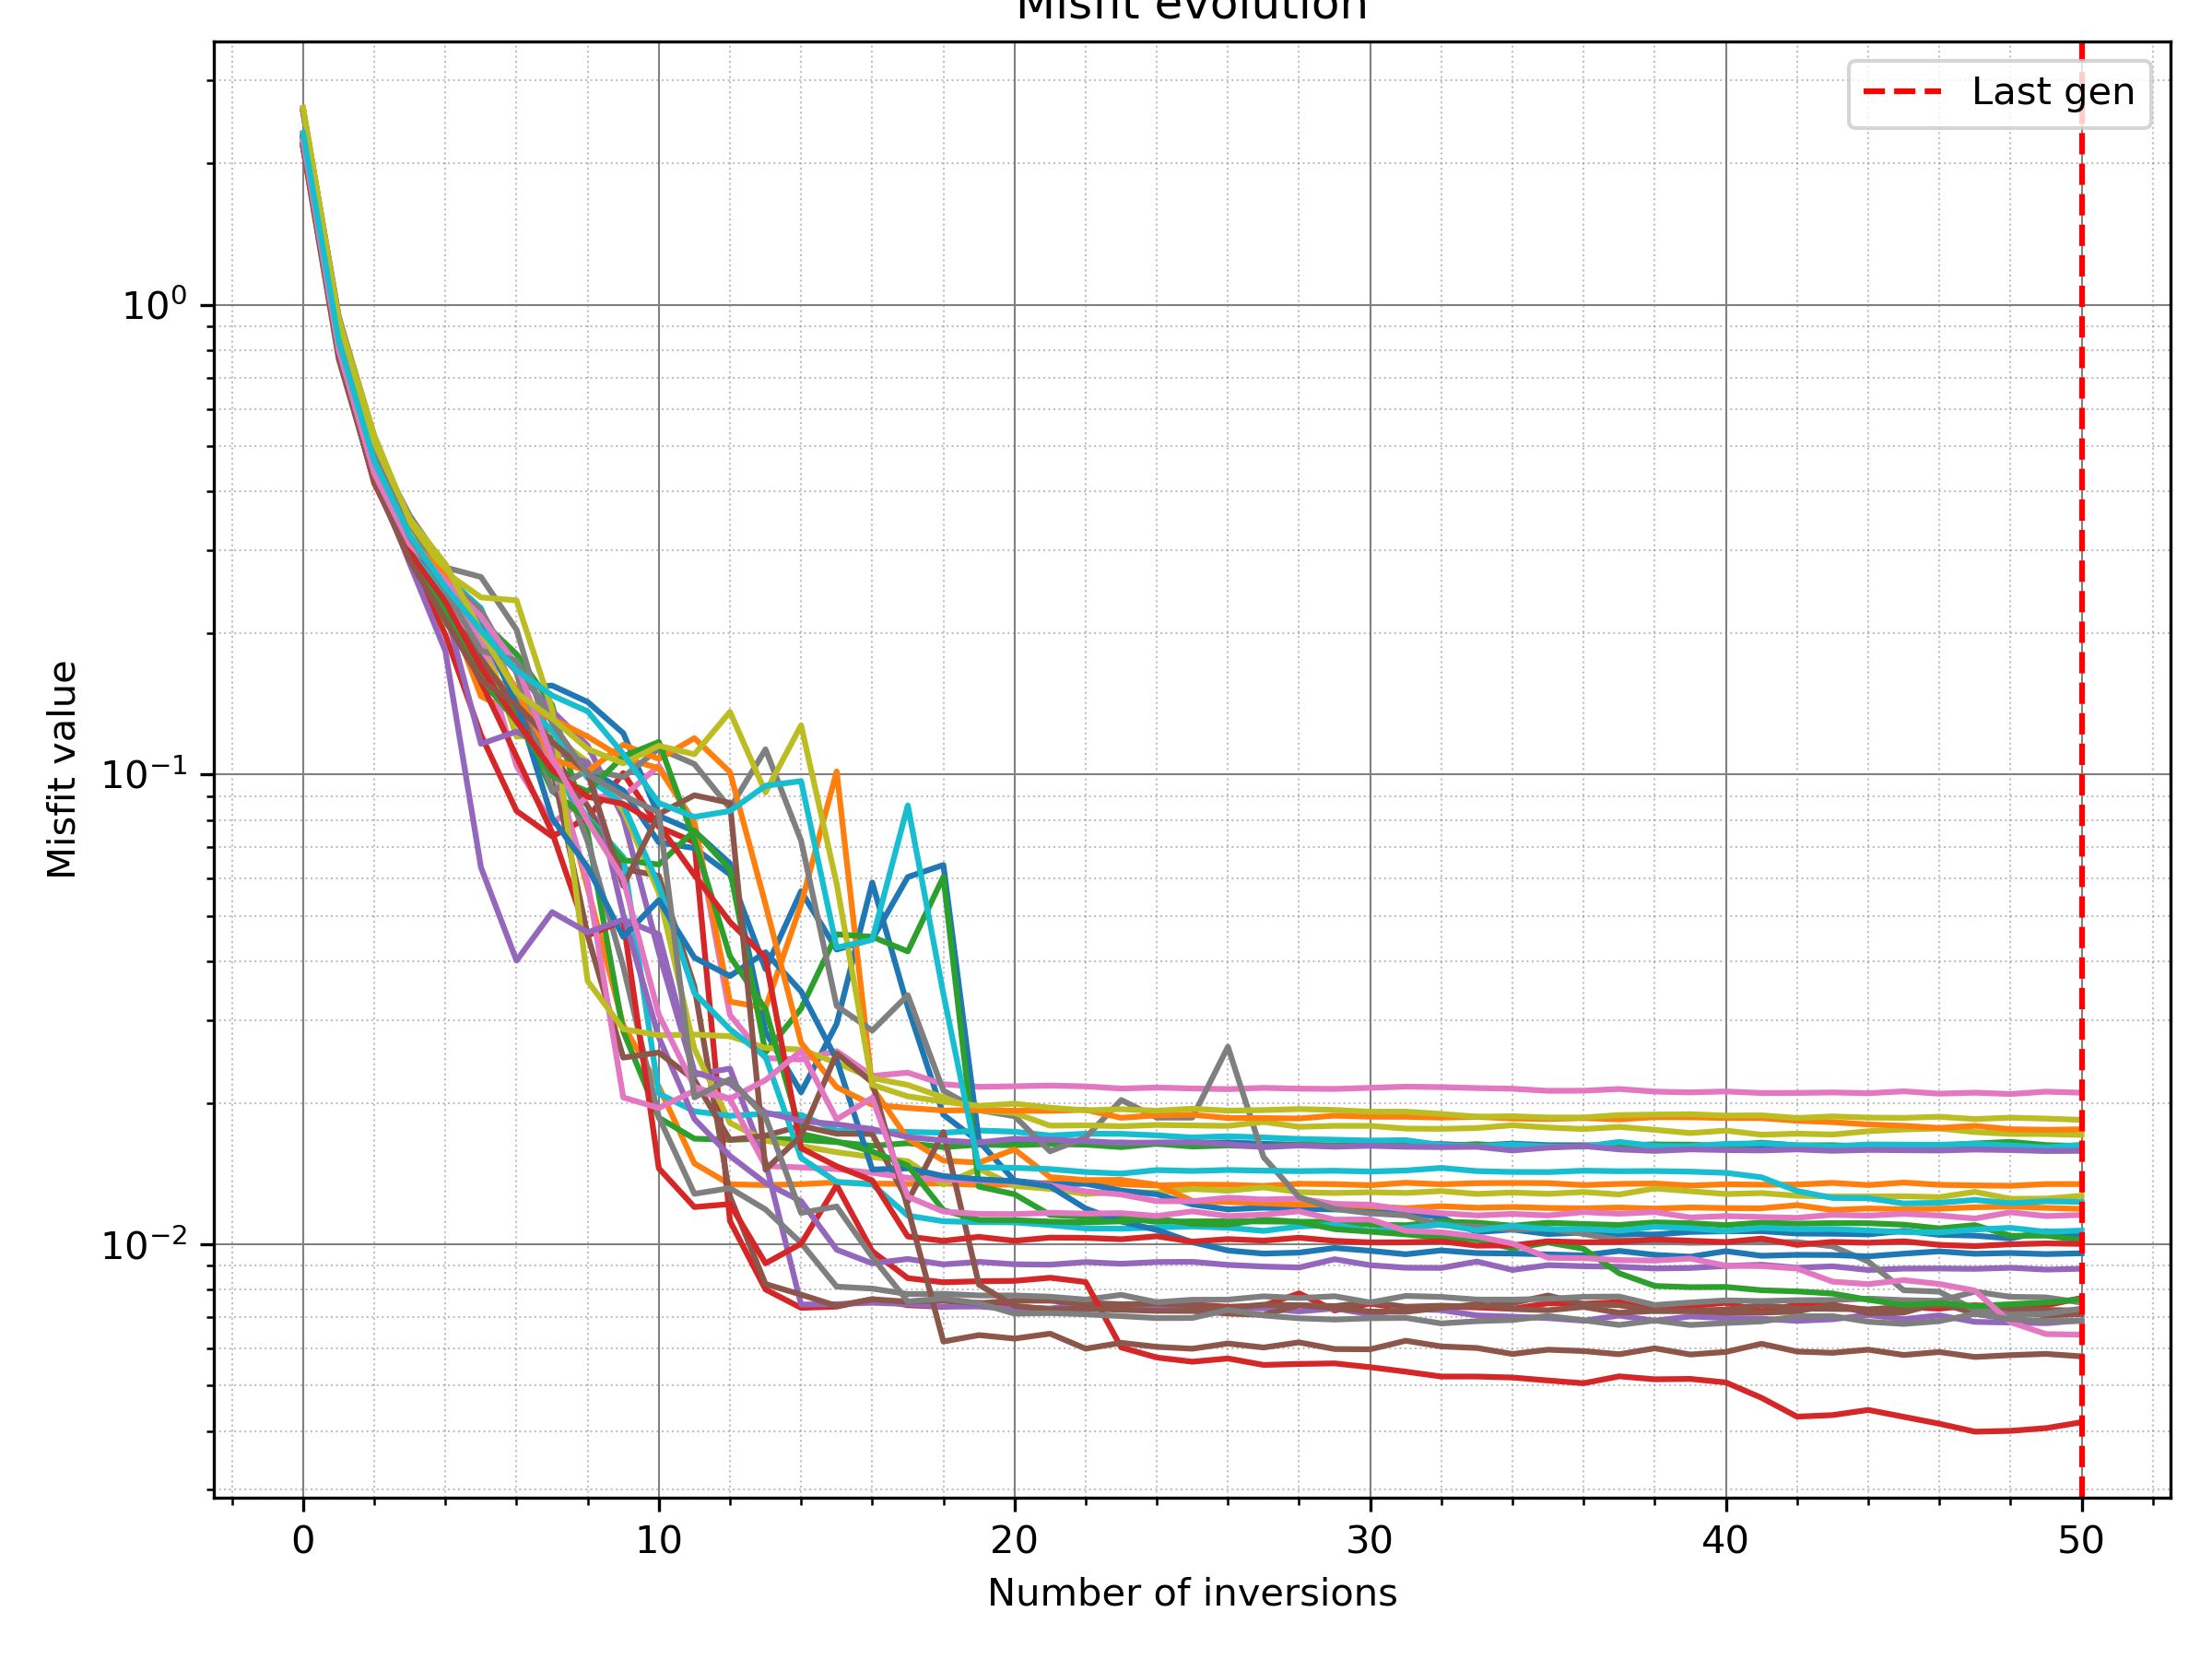 Misfit evolution
Last gen
10⁰
10⁻¹
10⁻²
Misfit value
0 10 20 30 40 50
Number of inversions